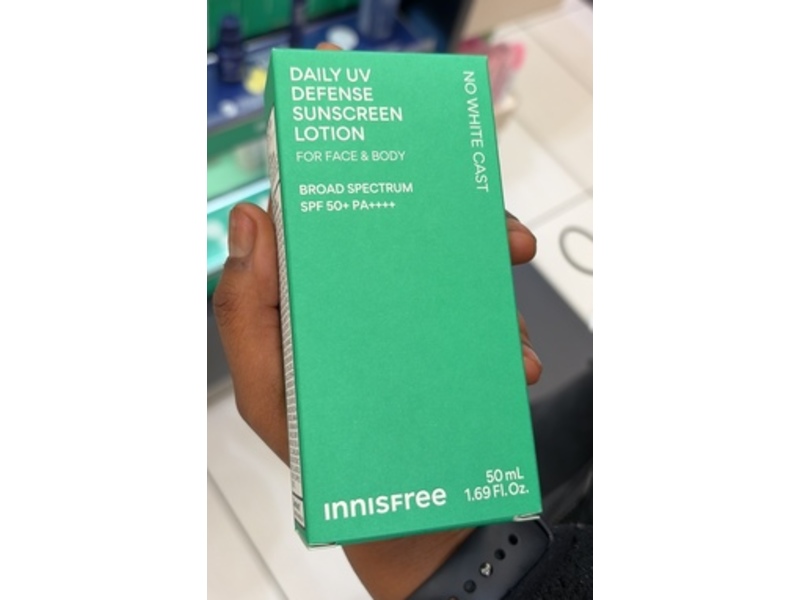 DAILY UV
DEFENSE
SUNSCREEN
LOTION
FOR FACE & BODY
BROAD SPECTRUM
SPF 50+ PA++++
NO WHITE CAST
innisfree
50 mL
1.69 Fl. Oz.